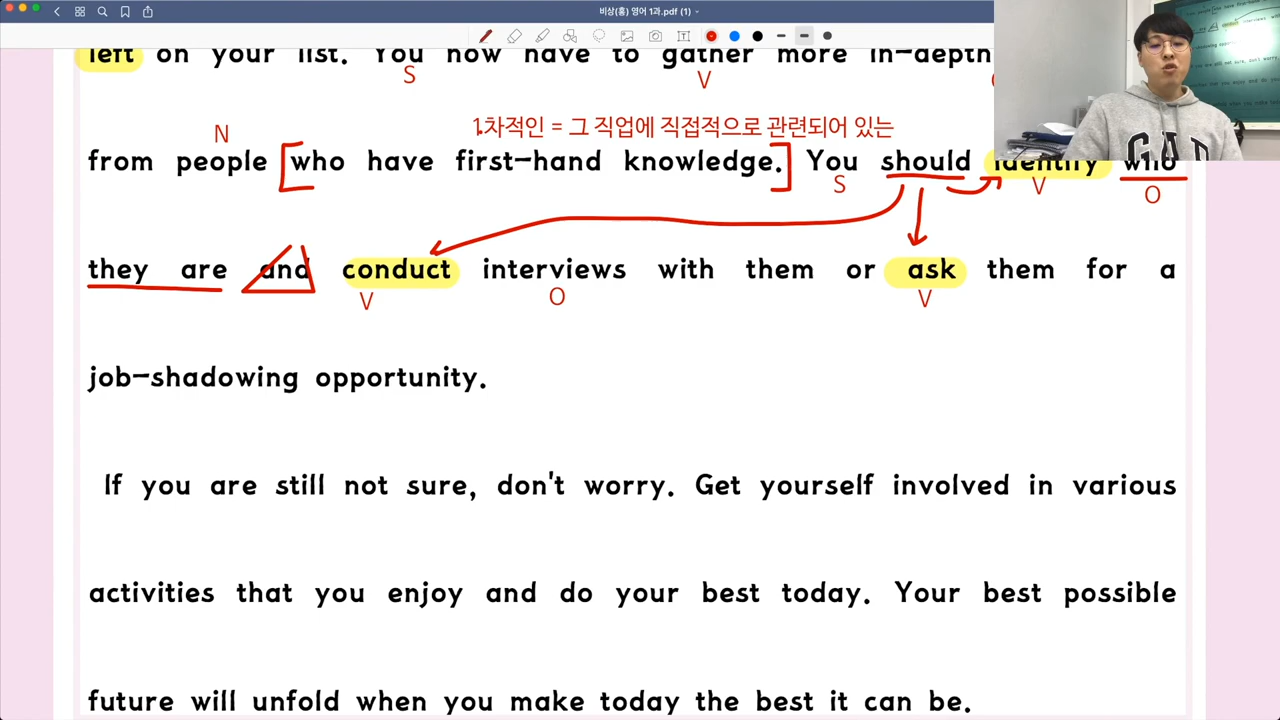 비상(홍) 영어 1과.pdf (1)
left on your list. You now have to gather more in-depth
S V
N 1.차적인 = 그 직업에 직접적으로 관련되어 있는
from people [who have first-hand knowledge.] You should identify who
S V O
they are and conduct interviews with them or ask them for a
V O V
job-shadowing opportunity.
If you are still not sure, don't worry. Get yourself involved in various
activities that you enjoy and do your best today. Your best possible
future will unfold when you make today the best it can be.